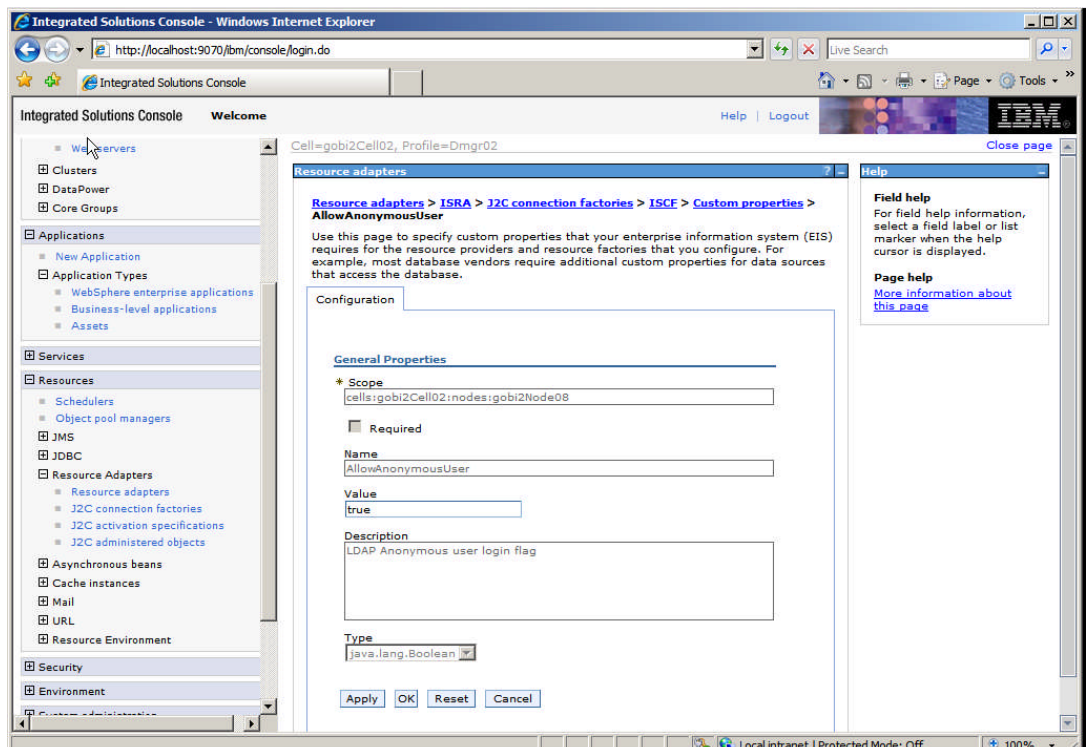 Integrated Solutions Console - Windows Internet Explorer
http://localhost:9070/ibm/console/login.do
Live Search
Integrated Solutions Console
Page
Tools
Integrated Solutions Console Welcome
Help | Logout
IBM
Cell=gobi2Cell02, Profile=Dmgr02
Close page
Clusters
DataPower
Core Groups
Applications
New Application
Application Types
WebSphere enterprise applications
Business-level applications
Assets
Services
Resources
Schedulers
Object pool managers
JMS
JDBC
Resource Adapters
Resource adapters
J2C connection factories
J2C activation specifications
J2C administered objects
Asynchronous beans
Cache instances
Mail
URL
Resource Environment
Security
Environment
Resource adapters
Resource adapters > ISRA > J2C connection factories > ISCF > Custom properties >
AllowAnonymousUser
Use this page to specify custom properties that your enterprise information system (EIS)
requires for the resource providers and resource factories that you configure. For
example, most database vendors require additional custom properties for data sources
that access the database.
Configuration
General Properties
* Scope
cells:gobi2Cell02:nodes:gobi2Node08
Required
Name
AllowAnonymousUser
Value
true
Description
LDAP Anonymous user login flag
Type
java.lang.Boolean
Apply OK Reset Cancel
Help
Field help
For field help information,
select a field label or list
marker when the help
cursor is displayed.
Page help
More information about
this page
Local intranet | Protected Mode: Off
100%